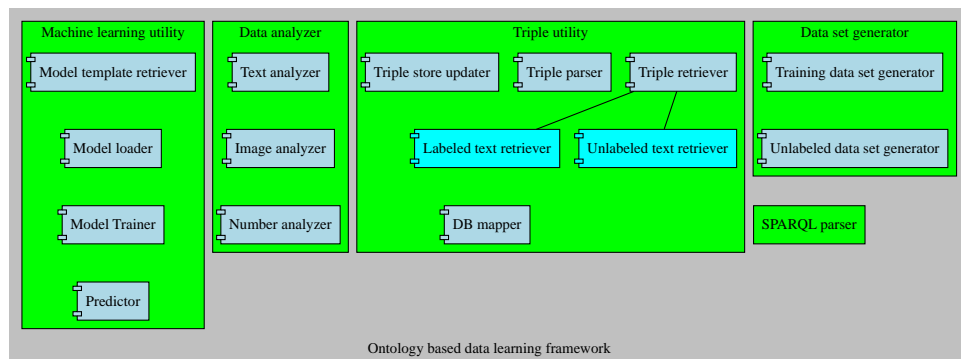 Machine learning utility
Model template retriever
Model loader
Model Trainer
Predictor
Data analyzer
Text analyzer
Image analyzer
Number analyzer
Triple utility
Triple store updater
Triple parser
Triple retriever
Labeled text retriever
Unlabeled text retriever
DB mapper
Data set generator
Training data set generator
Unlabeled data set generator
SPARQL parser
Ontology based data learning framework